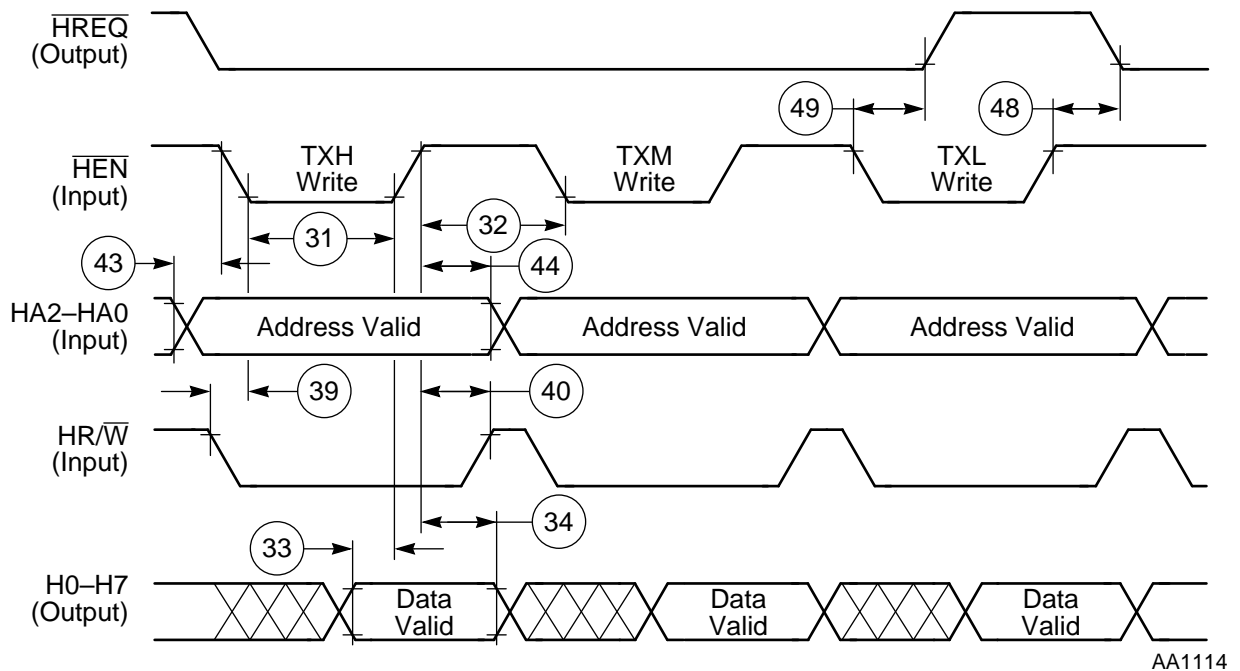 HREQ
(Output)
49
48
HEN
(Input)
TXH
Write
TXM
Write
TXL
Write
31
32
43
44
HA2–HA0
(Input)
Address Valid
Address Valid
Address Valid
39
40
HR/W
(Input)
34
33
H0–H7
(Output)
Data
Valid
Data
Valid
Data
Valid
AA1114